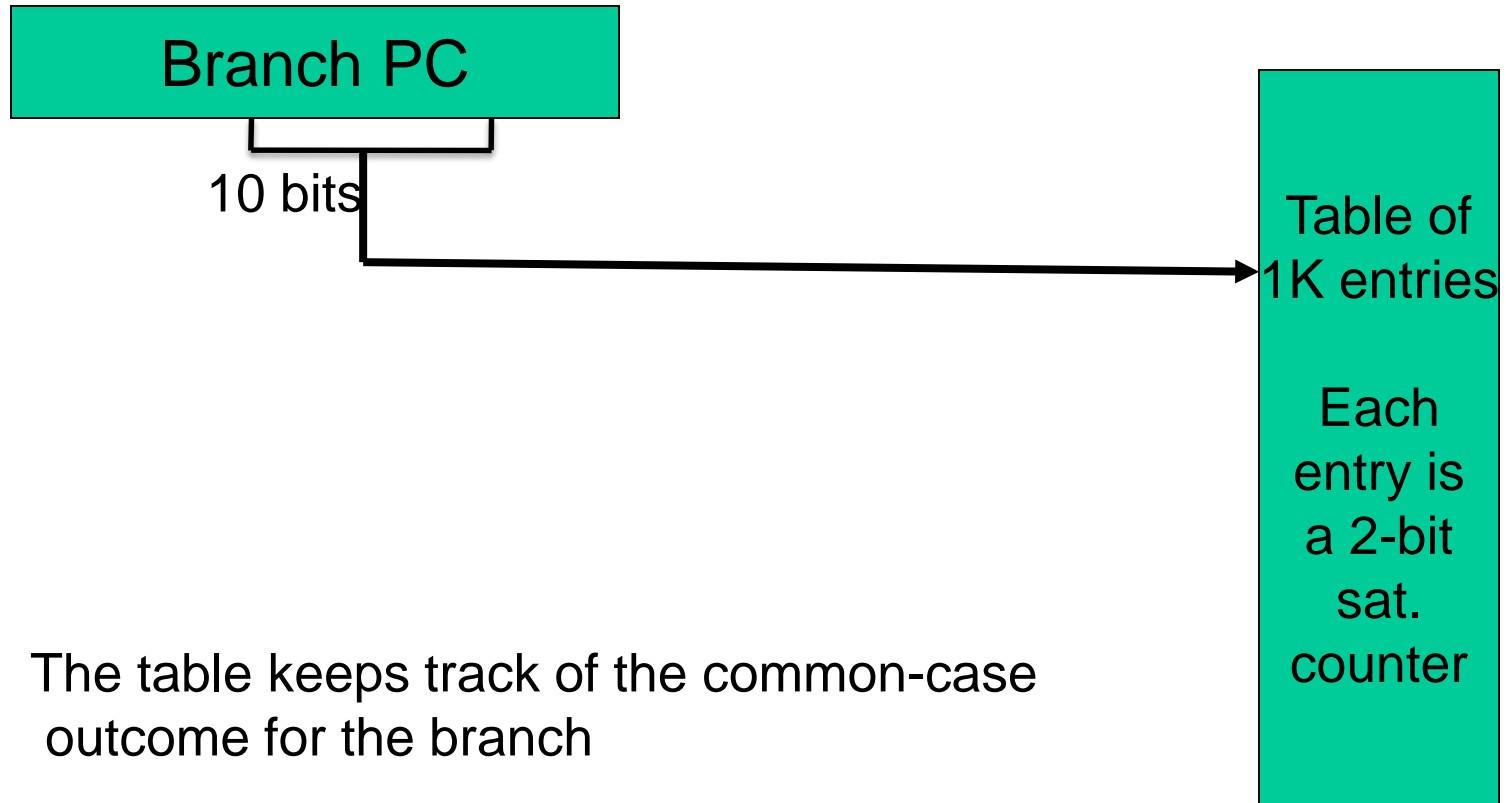 Branch PC
10 bits
Table of
1K entries
Each
entry is
a 2-bit
sat.
counter
The table keeps track of the common-case
outcome for the branch